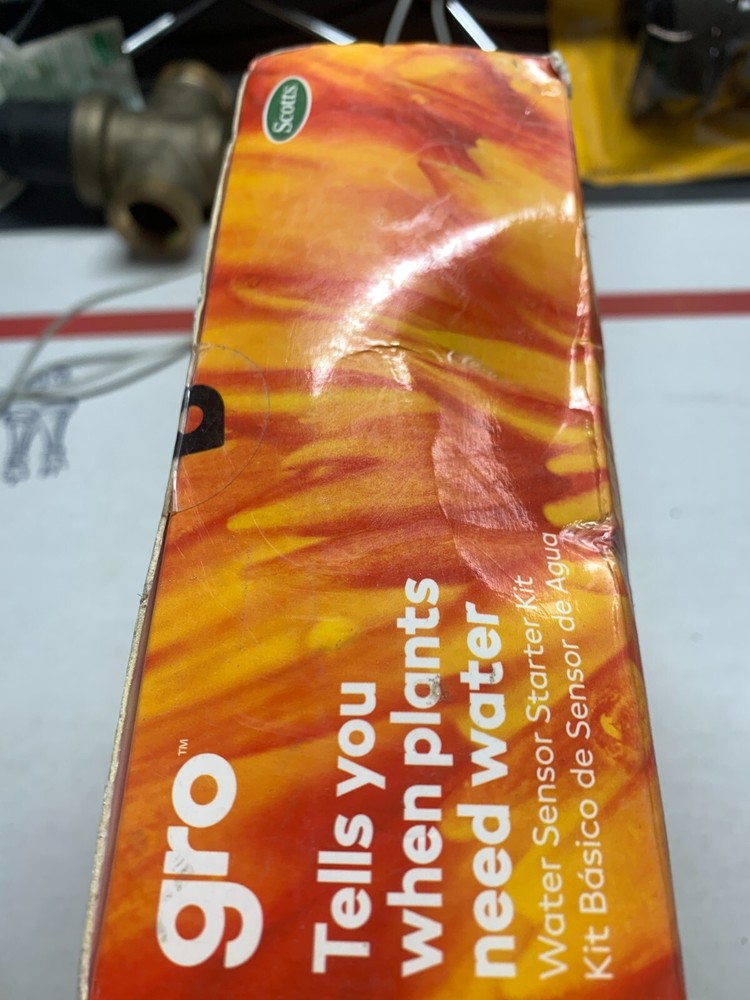 Scotts
gro™
Tells you
when plants
need water
Water Sensor Starter Kit
Kit Básico de Sensor de Agua